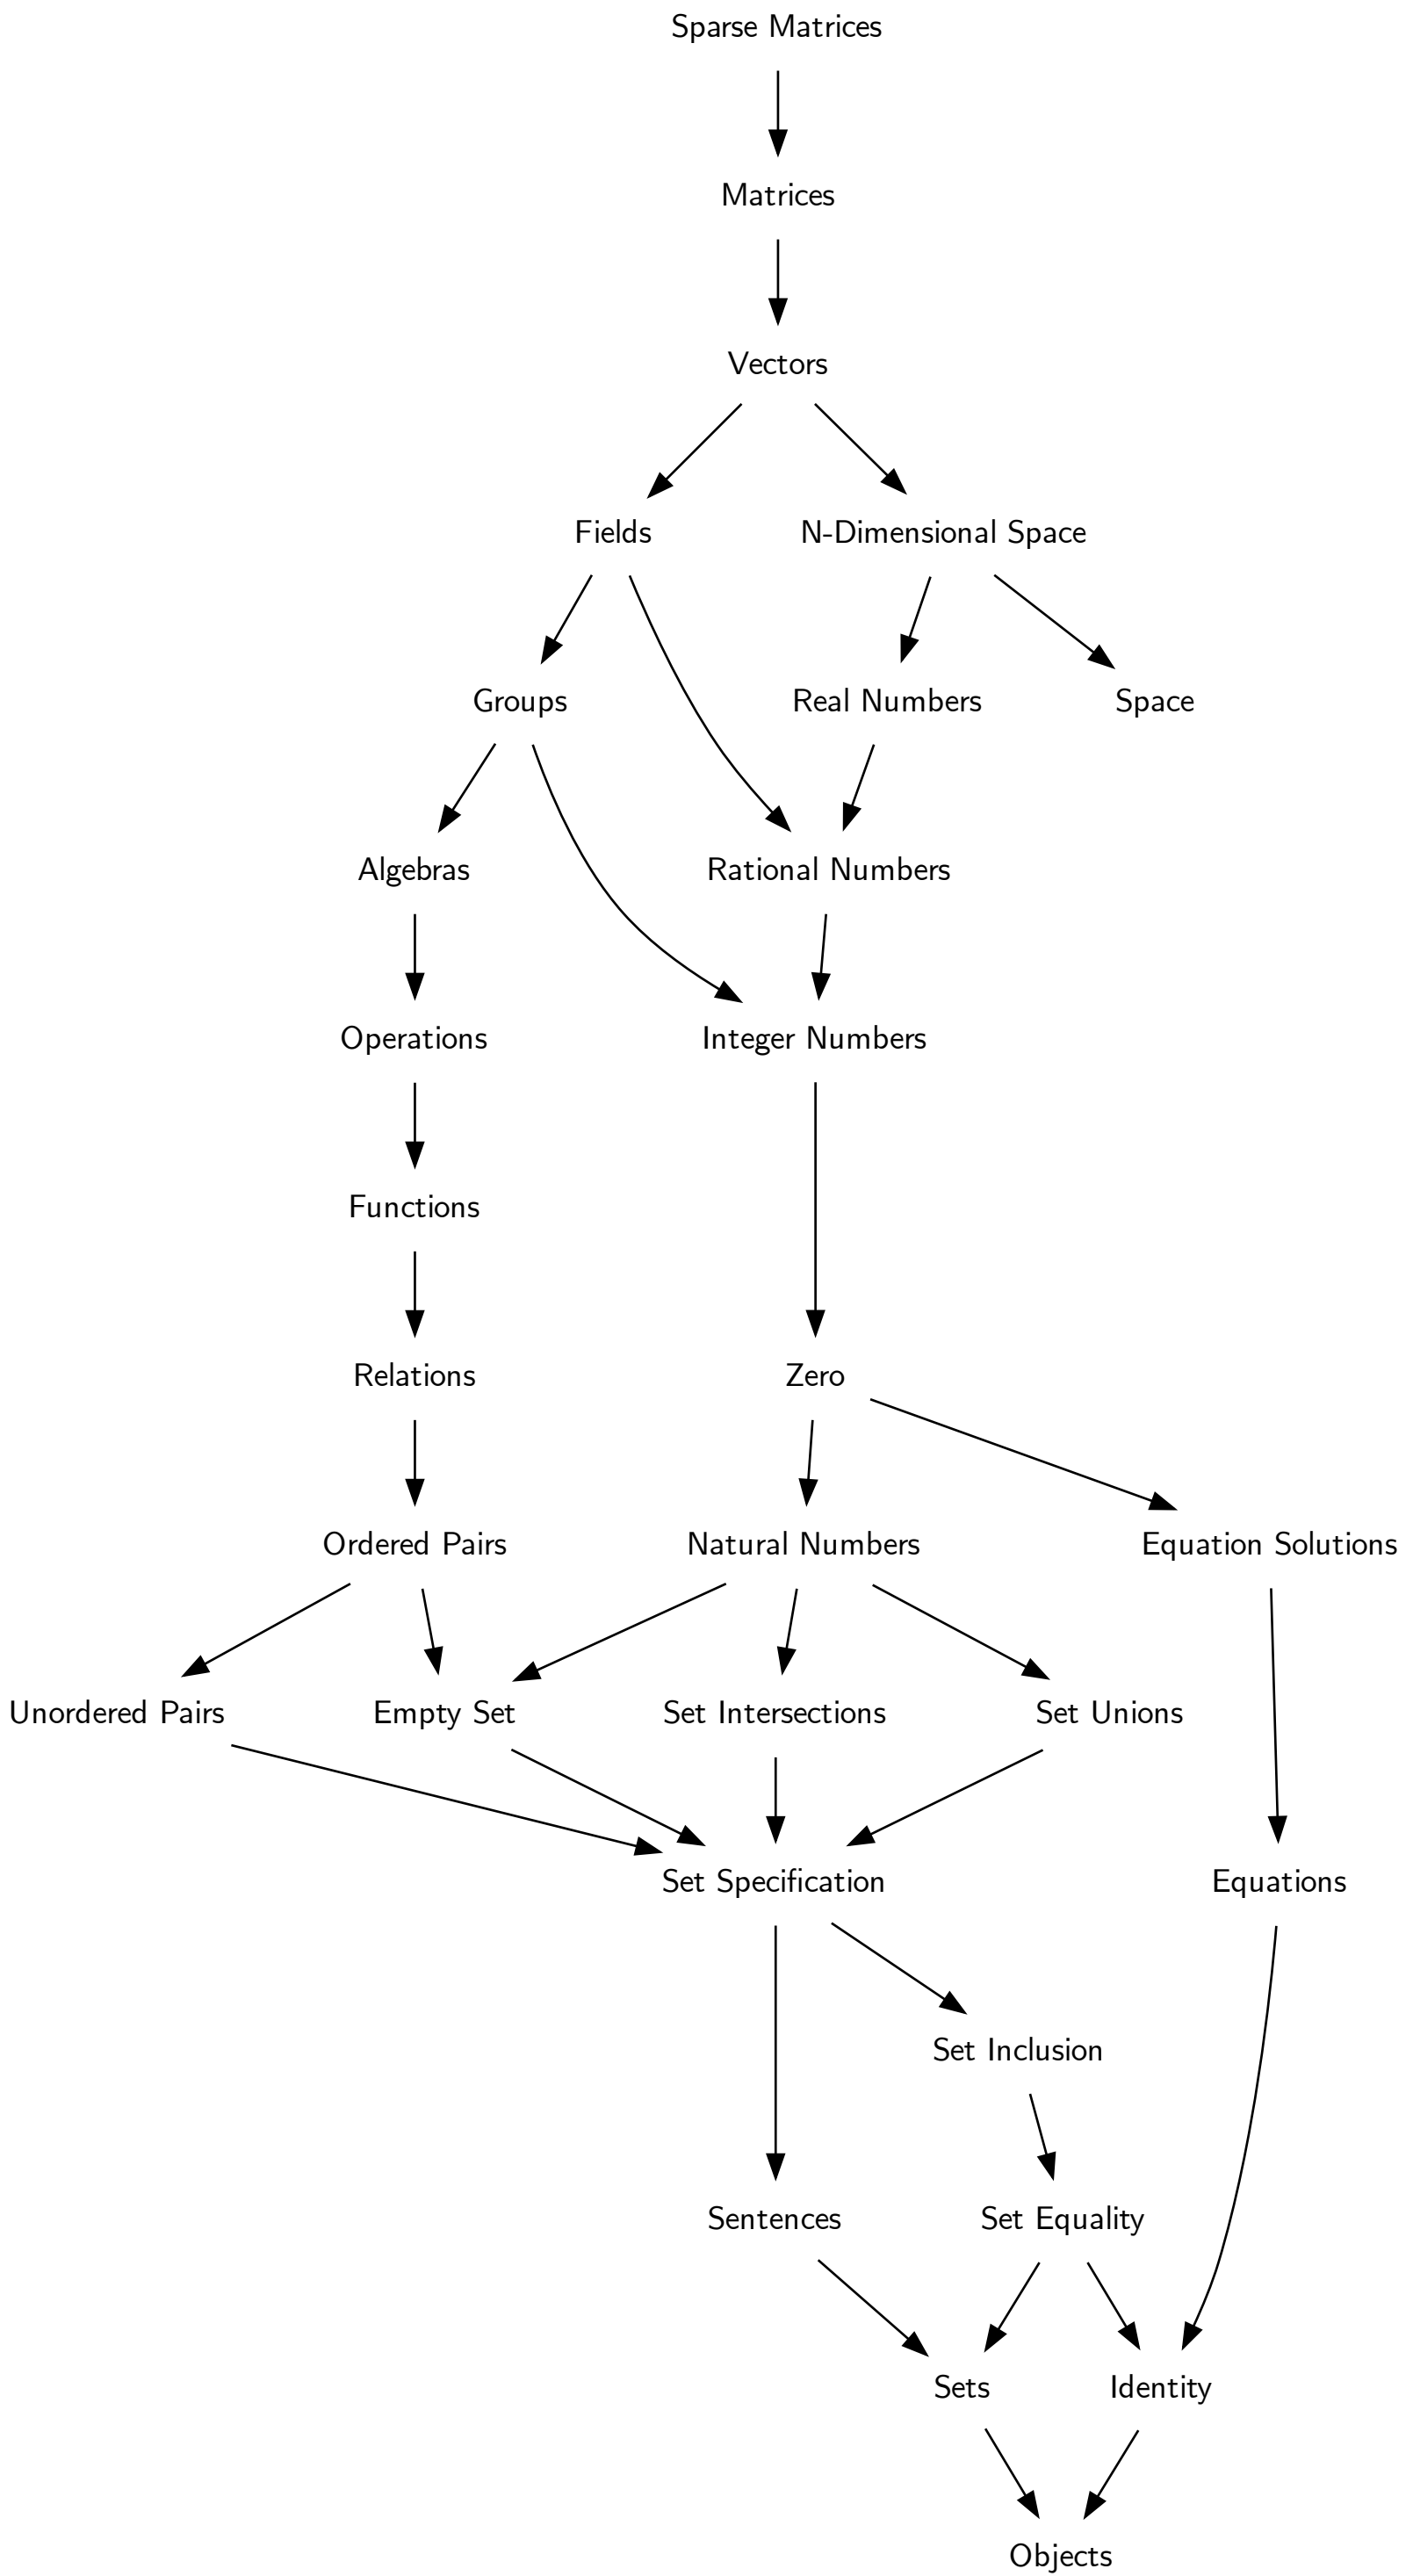 Sparse Matrices
Matrices
Vectors
Fields
N-Dimensional Space
Groups
Real Numbers
Space
Algebras
Rational Numbers
Operations
Integer Numbers
Functions
Relations
Zero
Ordered Pairs
Natural Numbers
Equation Solutions
Unordered Pairs
Empty Set
Set Intersections
Set Unions
Set Specification
Equations
Set Inclusion
Sentences
Set Equality
Sets
Identity
Objects